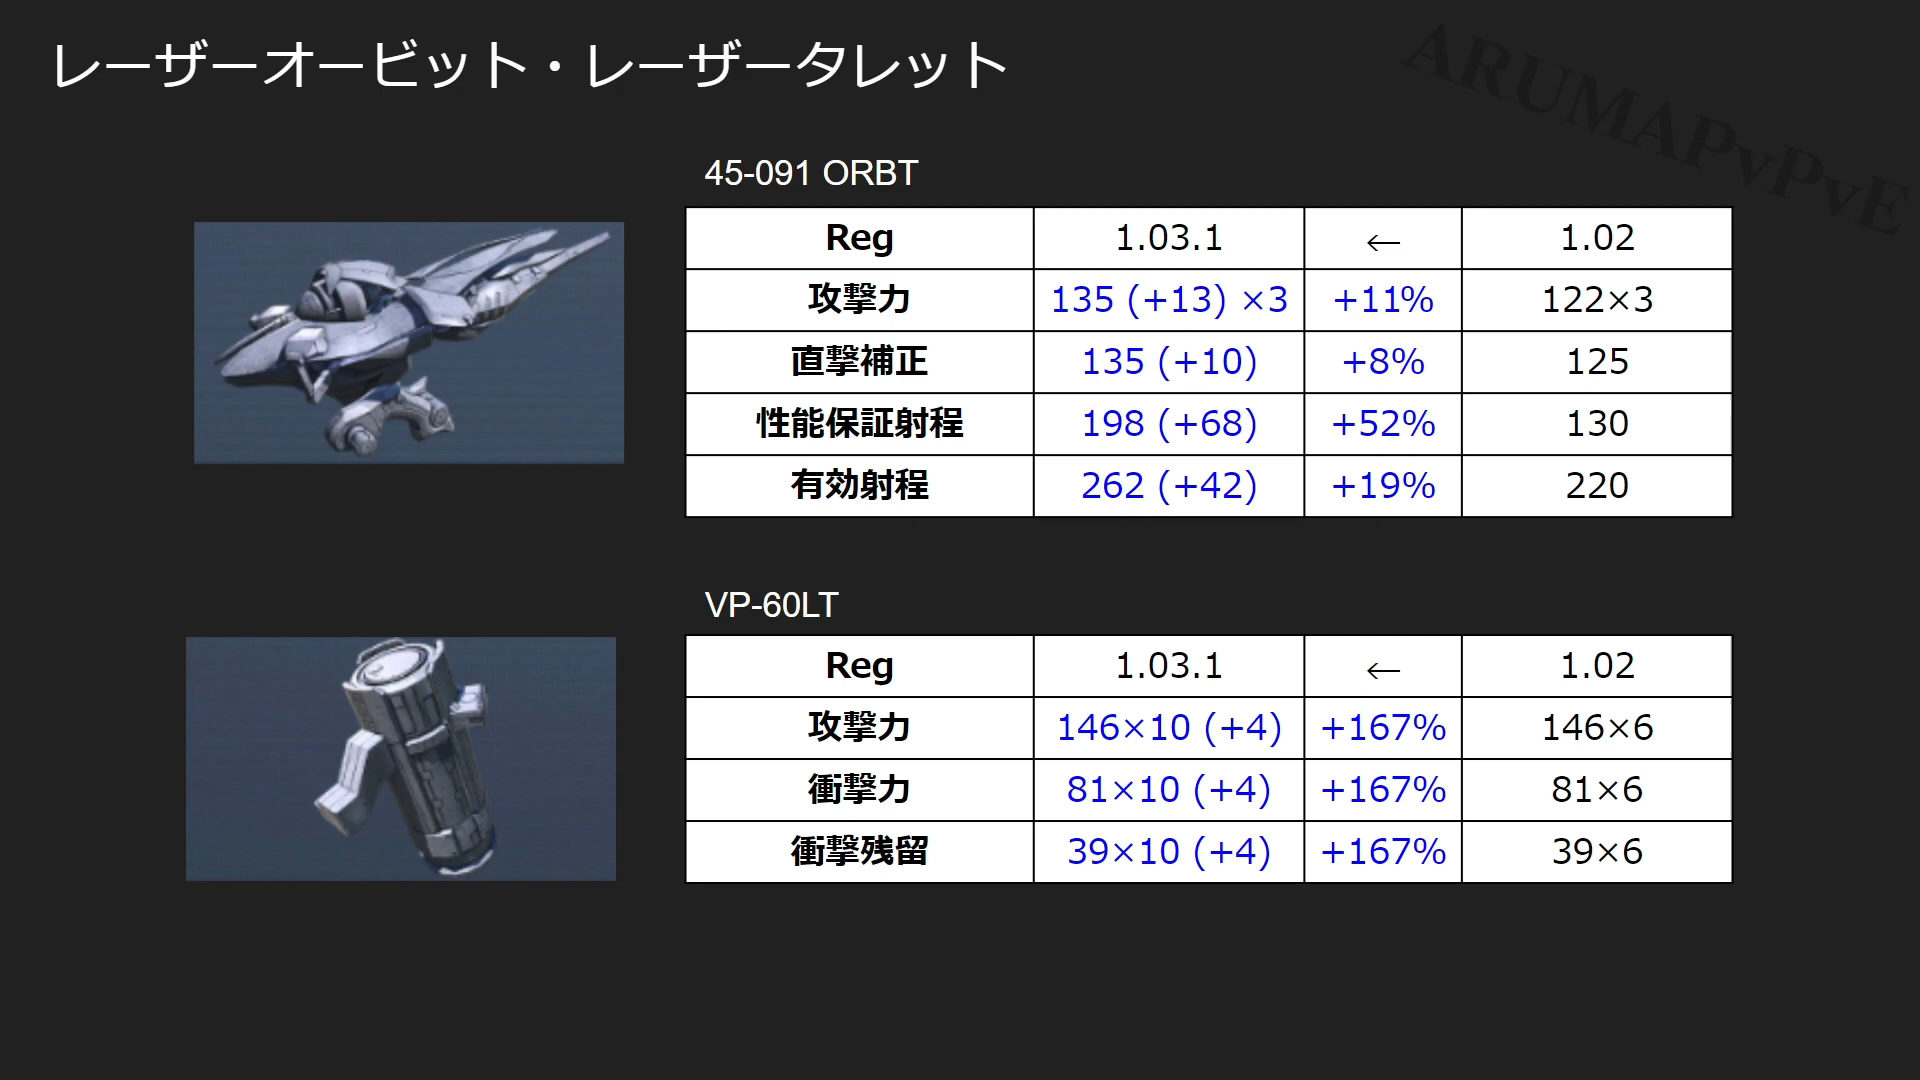 レーザーオービット・レーザータレット
ARUMAPvPvE
45-091 ORBT
Reg 1.03.1 ← 1.02
攻撃力 135 (+13) ×3 +11% 122×3
直撃補正 135 (+10) +8% 125
性能保証射程 198 (+68) +52% 130
有効射程 262 (+42) +19% 220
VP-60LT
Reg 1.03.1 ← 1.02
攻撃力 146×10 (+4) +167% 146×6
衝撃力 81×10 (+4) +167% 81×6
衝撃残留 39×10 (+4) +167% 39×6